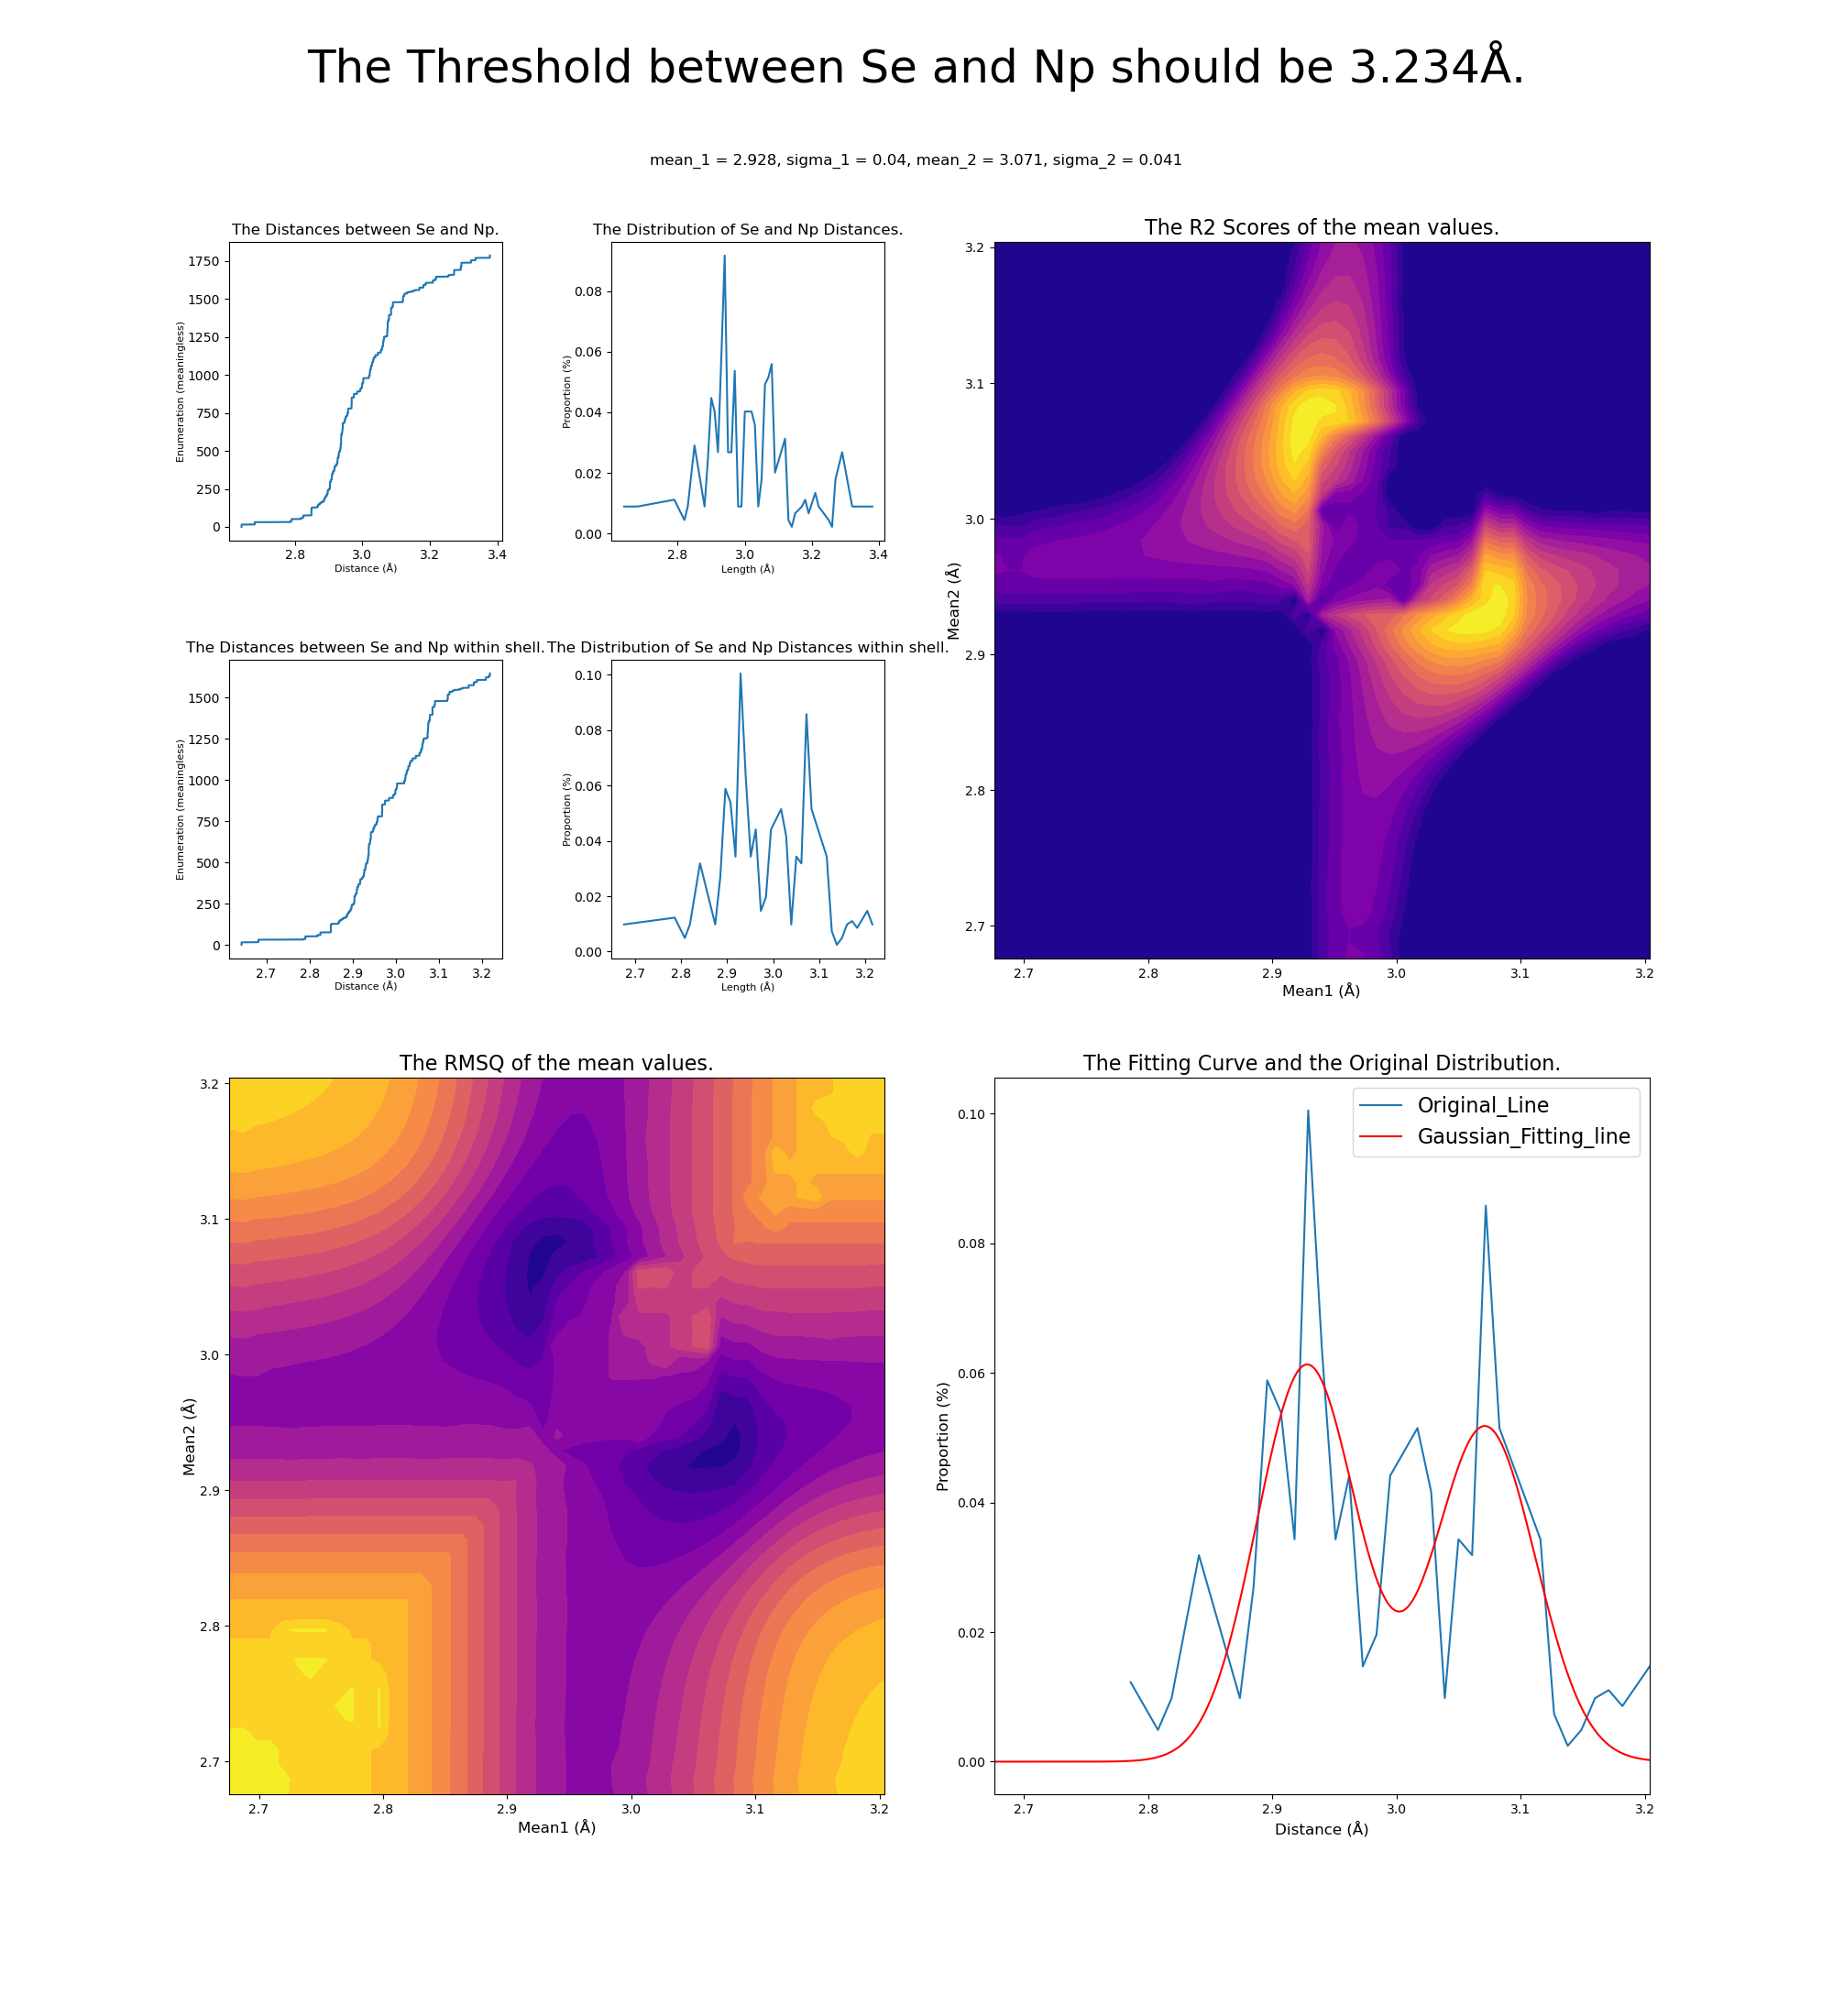 The Threshold between Se and Np should be 3.234Å.
mean_1 = 2.928, sigma_1 = 0.04, mean_2 = 3.071, sigma_2 = 0.041
The Distances between Se and Np.
1750
1500
1250
1000
750
500
250
0
Enumeration (meaningless)
2.8 3.0 3.2 3.4
Distance (Å)
The Distribution of Se and Np Distances.
0.08
0.06
0.04
0.02
0.00
Proportion (%)
2.8 3.0 3.2 3.4
Length (Å)
The R2 Scores of the mean values.
3.2
3.1
3.0
2.9
2.8
2.7
Mean2 (Å)
2.7 2.8 2.9 3.0 3.1 3.2
Mean1 (Å)
The Distances between Se and Np within shell.
1500
1250
1000
750
500
250
0
Enumeration (meaningless)
2.7 2.8 2.9 3.0 3.1 3.2
Distance (Å)
The Distribution of Se and Np Distances within shell.
0.10
0.08
0.06
0.04
0.02
0.00
Proportion (%)
2.7 2.8 2.9 3.0 3.1 3.2
Length (Å)
The RMSQ of the mean values.
3.2
3.1
3.0
2.9
2.8
2.7
Mean2 (Å)
2.7 2.8 2.9 3.0 3.1 3.2
Mean1 (Å)
The Fitting Curve and the Original Distribution.
Original_Line
Gaussian_Fitting_line
0.10
0.08
0.06
0.04
0.02
0.00
Proportion (%)
2.7 2.8 2.9 3.0 3.1 3.2
Distance (Å)